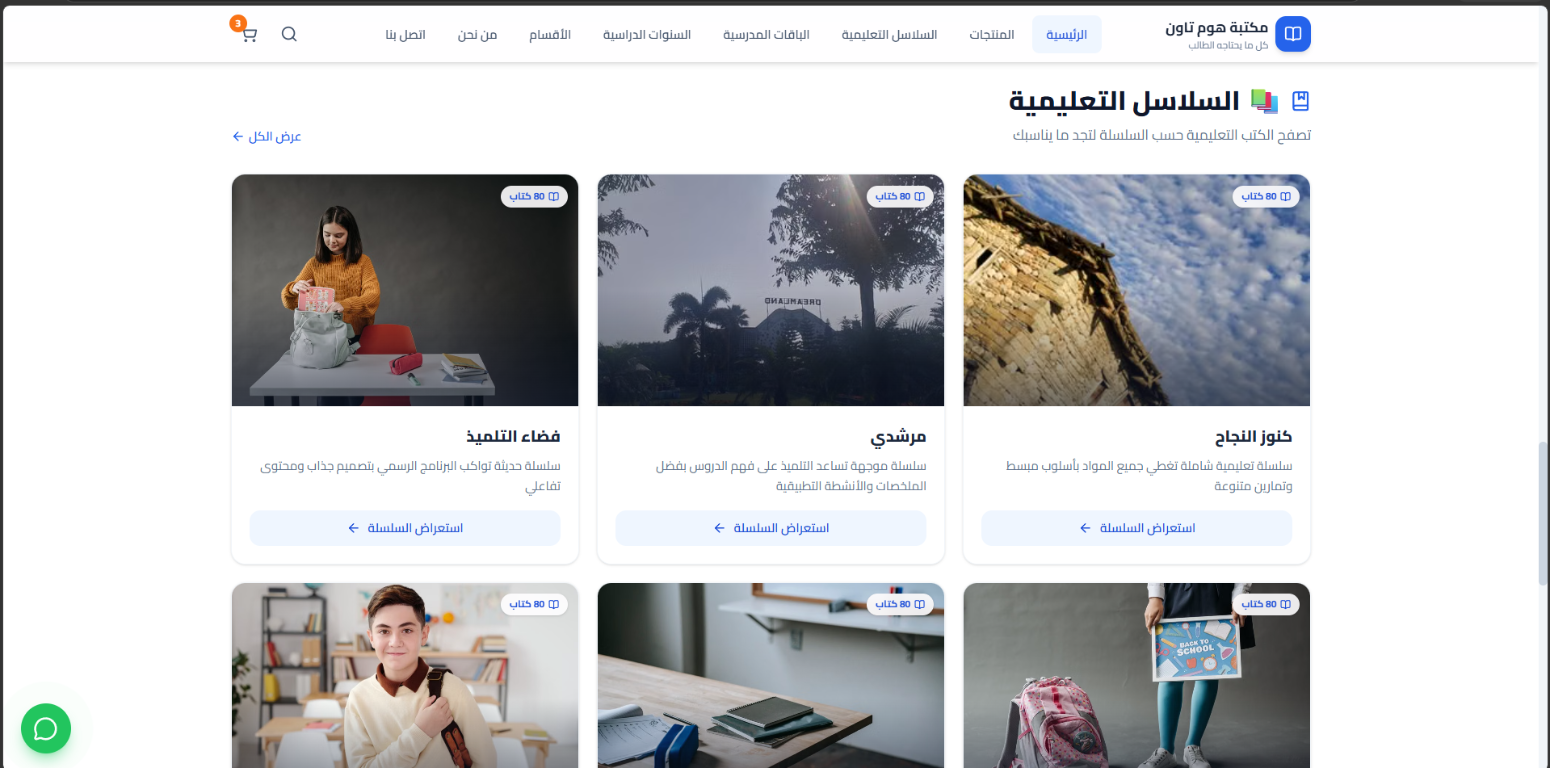 مكتبة هوم تاون
كل ما يحتاجه الطالب
الرئيسية
المنتجات
السلاسل التعليمية
الباقات المدرسية
السنوات الدراسية
الأقسام
من نحن
اتصل بنا
3
السلاسل التعليمية
تصفح الكتب التعليمية حسب السلسلة لتجد ما يناسبك
عرض الكل
80 كتاب
كنوز النجاح
سلسلة تعليمية شاملة تغطي جميع المواد بأسلوب مبسط
وتمارين متنوعة
استعراض السلسلة
80 كتاب
DREAMLAND
مرشدي
سلسلة موجهة تساعد التلميذ على فهم الدروس بفضل
الملخصات والأنشطة التطبيقية
استعراض السلسلة
80 كتاب
فضاء التلميذ
سلسلة حديثة تواكب البرنامج الرسمي بتصميم جذاب ومحتوى
تفاعلي
استعراض السلسلة
80 كتاب
BACK TO
SCHOOL
80 كتاب
80 كتاب